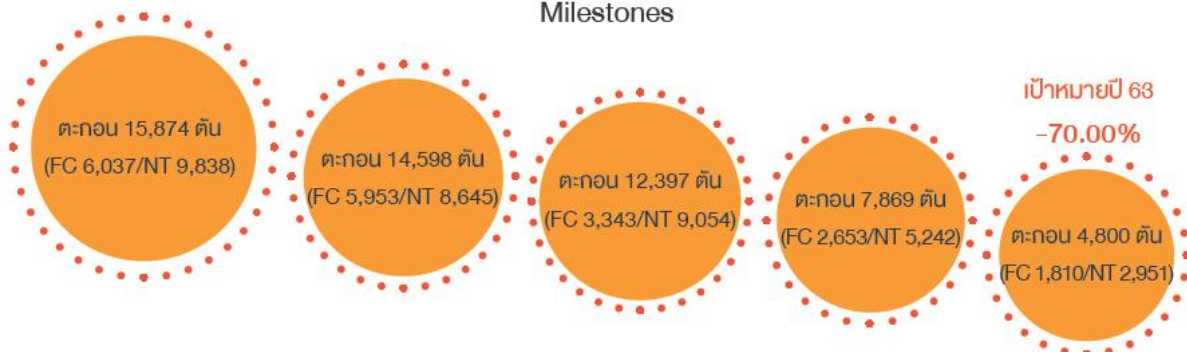 Milestones
ตะกอน 15,874 ตัน
(FC 6,037/NT 9,838)
ตะกอน 14,598 ตัน
(FC 5,953/NT 8,645)
ตะกอน 12,397 ตัน
(FC 3,343/NT 9,054)
ตะกอน 7,869 ตัน
(FC 2,653/NT 5,242)
เป้าหมายปี 63
-70.00%
ตะกอน 4,800 ตัน
(FC 1,810/NT 2,951)